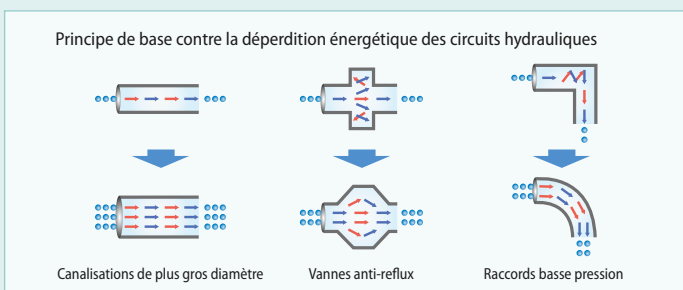 Principe de base contre la déperdition énergétique des circuits hydrauliques
Canalisations de plus gros diamètre
Vannes anti-reflux
Raccords basse pression